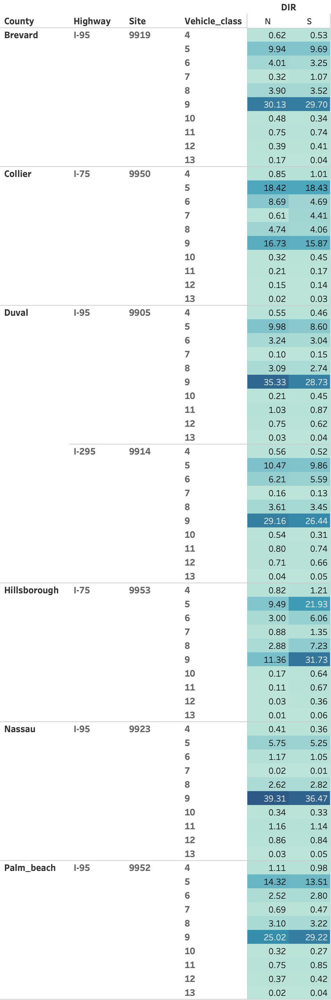 DIR
County Highway Site Vehicle_class N S
Brevard I-95 9919 4 0.62 0.53
5 9.94 9.69
6 4.01 3.25
7 0.32 1.07
8 3.90 3.52
9 30.13 29.70
10 0.48 0.34
11 0.75 0.74
12 0.39 0.41
13 0.17 0.04
Collier I-75 9950 4 0.85 1.01
5 18.42 18.43
6 8.69 4.69
7 0.61 4.41
8 4.74 4.06
9 16.73 15.87
10 0.32 0.45
11 0.21 0.17
12 0.15 0.14
13 0.02 0.03
Duval I-95 9905 4 0.55 0.46
5 9.98 8.60
6 3.24 3.04
7 0.10 0.15
8 3.09 2.74
9 35.33 28.73
10 0.21 0.45
11 1.03 0.87
12 0.75 0.62
13 0.03 0.04
I-295 9914 4 0.56 0.52
5 10.47 9.86
6 6.21 5.59
7 0.16 0.13
8 3.61 3.45
9 29.16 26.44
10 0.54 0.31
11 0.80 0.74
12 0.71 0.66
13 0.04 0.05
Hillsborough I-75 9953 4 0.82 1.21
5 9.49 21.93
6 3.00 6.06
7 0.88 1.35
8 2.88 7.23
9 11.36 31.73
10 0.17 0.64
11 0.11 0.67
12 0.03 0.36
13 0.01 0.06
Nassau I-95 9923 4 0.41 0.36
5 5.75 5.25
6 1.17 1.05
7 0.02 0.01
8 2.62 2.82
9 39.31 36.47
10 0.34 0.33
11 1.16 1.14
12 0.86 0.84
13 0.03 0.05
Palm_beach I-95 9952 4 1.11 0.98
5 14.32 13.51
6 2.52 2.80
7 0.69 0.47
8 3.10 3.22
9 25.02 29.22
10 0.32 0.27
11 0.75 0.85
12 0.37 0.42
13 0.02 0.04